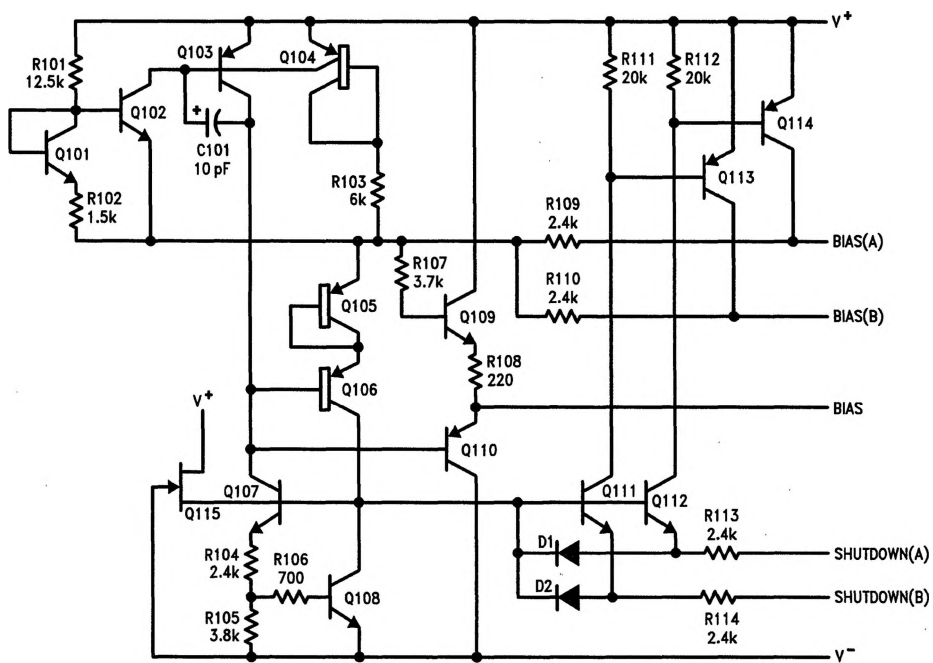 V+
R101
12.5k
Q103
Q104
R111
20k
R112
20k
Q102
C101
10 pF
+
Q114
Q101
Q113
R102
1.5k
R103
6k
R109
2.4k
BIAS(A)
R107
3.7k
R110
2.4k
Q105
Q109
BIAS(B)
R108
220
Q106
V+
BIAS
Q110
Q107
Q111
Q112
Q115
R113
2.4k
D1
SHUTDOWN(A)
R104
2.4k
R106
700
Q108
D2
SHUTDOWN(B)
R105
3.8k
R114
2.4k
V−